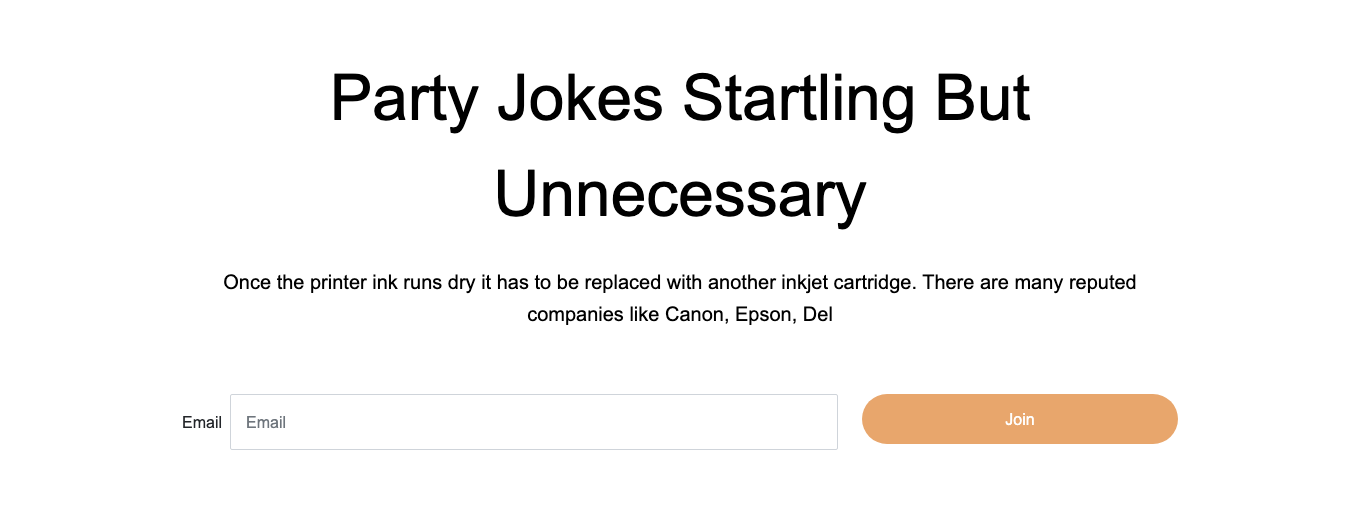 Party Jokes Startling But
Unnecessary
Once the printer ink runs dry it has to be replaced with another inkjet cartridge. There are many reputed
companies like Canon, Epson, Del
Email Email Join